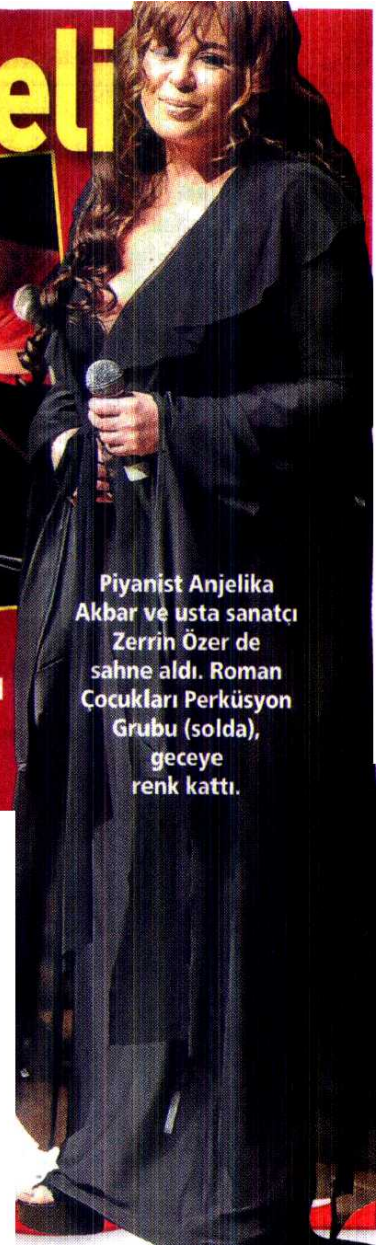 eli
Piyanist Anjelika
Akbar ve usta sanatçı
Zerrin Özer de
sahne aldı. Roman
Çocukları Perküsyon
Grubu (solda),
geceye
renk kattı.